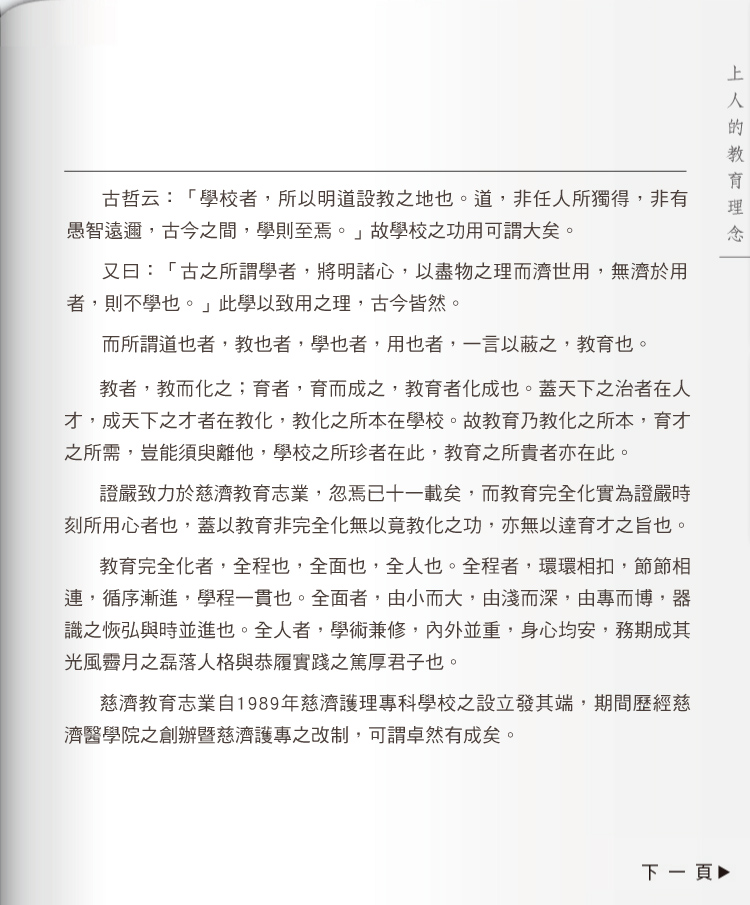 上人的教育理念
古哲云：「學校者，所以明道設教之地也。道，非任人所獨得，非有
愚智遠邇，古今之間，學則至焉。」故學校之功用可謂大矣。
又曰：「古之所謂學者，將明諸心，以盡物之理而濟世用，無濟於用
者，則不學也。」此學以致用之理，古今皆然。
而所謂道也者，教也者，學也者，用也者，一言以蔽之，教育也。
教者，教而化之；育者，育而成之，教育者化成也。蓋天下之治者在人
才，成天下之才者在教化，教化之所本在學校。故教育乃教化之所本，育才
之所需，豈能須臾離他，學校之所珍者在此，教育之所貴者亦在此。
證嚴致力於慈濟教育志業，忽焉已十一載矣，而教育完全化實為證嚴時
刻所用心者也，蓋以教育非完全化無以竟教化之功，亦無以達育才之旨也。
教育完全化者，全程也，全面也，全人也。全程者，環環相扣，節節相
連，循序漸進，學程一貫也。全面者，由小而大，由淺而深，由專而博，器
識之恢弘與時並進也。全人者，學術兼修，內外並重，身心均安，務期成其
光風霽月之磊落人格與恭履實踐之篤厚君子也。
慈濟教育志業自1989年慈濟護理專科學校之設立發其端，期間歷經慈
濟醫學院之創辦暨慈濟護專之改制，可謂卓然有成矣。
下一頁▶